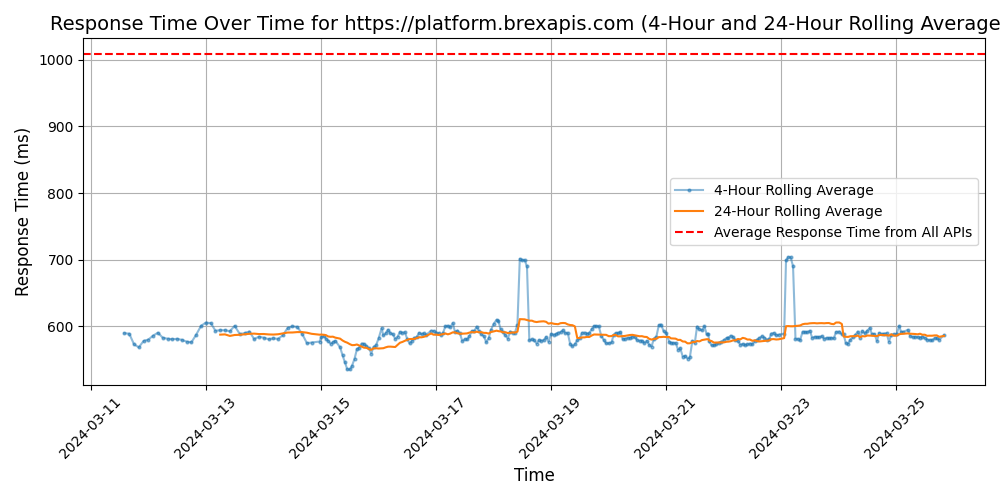 Response Time Over Time for https://platform.brexapis.com (4-Hour and 24-Hour Rolling Average
Response Time (ms)
1000
900
800
700
600
4-Hour Rolling Average
24-Hour Rolling Average
Average Response Time from All APIs
2024-03-11
2024-03-13
2024-03-15
2024-03-17
2024-03-19
2024-03-21
2024-03-23
2024-03-25
Time